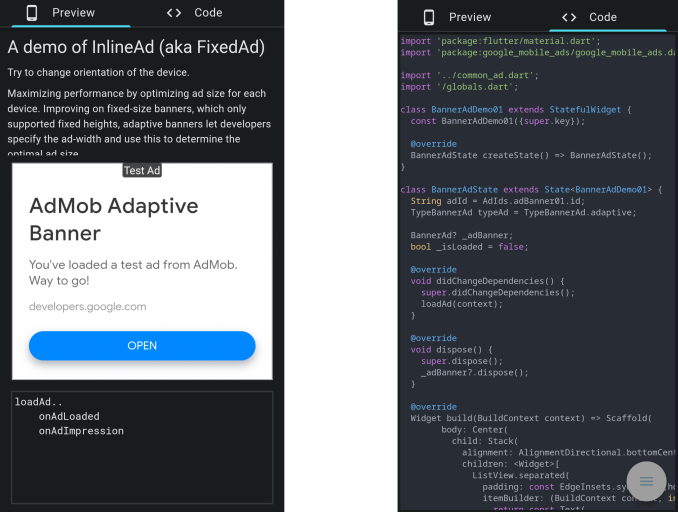 Preview
Code
A demo of InlineAd (aka FixedAd)
Try to change orientation of the device.
Maximizing performance by optimizing ad size for each
device. Improving on fixed-size banners, which only
supported fixed heights, adaptive banners let developers
specify the ad-width and use this to determine the
optimal ad size
Test Ad
AdMob Adaptive
Banner
You've loaded a test ad from AdMob.
Way to go!
developers.google.com
OPEN
loadAd..
onAdLoaded
onAdImpression
Preview
Code
import 'package:flutter/material.dart';
import 'package:google_mobile_ads/google_mobile_ads.da
import '../common_ad.dart';
import '/globals.dart';
class BannerAdDemo01 extends StatefulWidget {
const BannerAdDemo01({super.key});
@override
BannerAdState createState() => BannerAdState();
}
class BannerAdState extends State<BannerAdDemo01> {
String adId = AdIds.adBanner01.id;
TypeBannerAd typeAd = TypeBannerAd.adaptive;
BannerAd? _adBanner;
bool _isLoaded = false;
@override
void didChangeDependencies() {
super.didChangeDependencies();
loadAd(context);
}
@override
void dispose() {
super.dispose();
_adBanner?.dispose();
}
@override
Widget build(BuildContext context) => Scaffold(
body: Center(
child: Stack(
alignment: AlignmentDirectional.bottomCent
children: <Widget>[
ListView.separated(
padding: const EdgeInsets.sy
itemBuilder: (BuildContext con
return const Text(